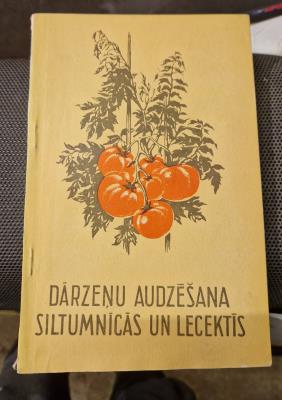 DĀRZEŅU AUDZĒŠANA
SILTUMNĪCĀS UN LECEKTĪS